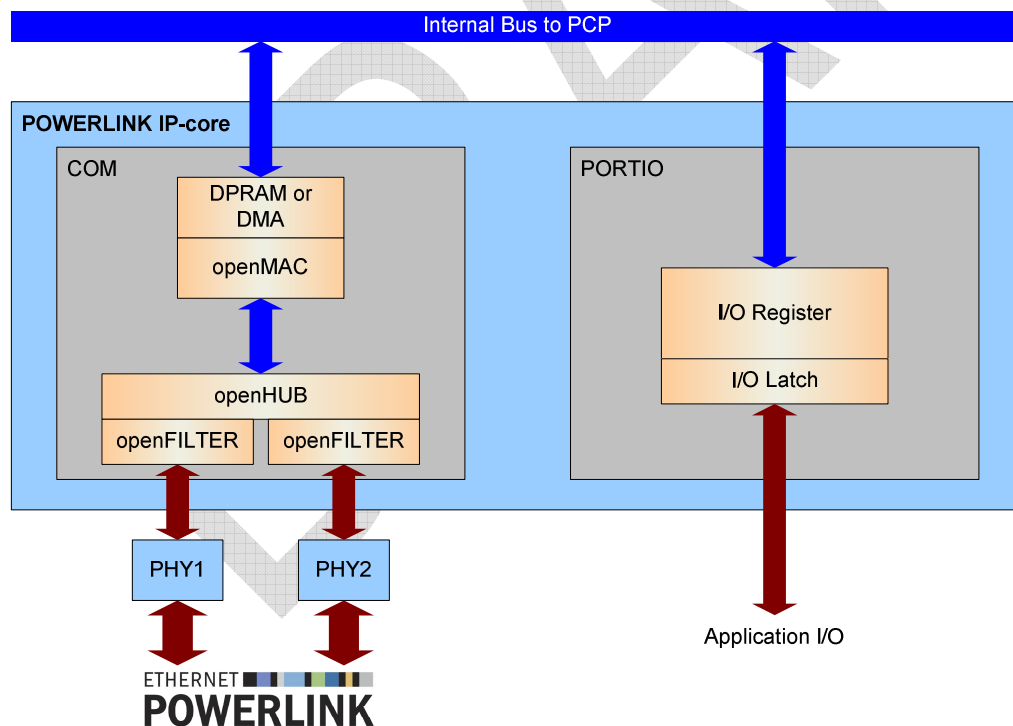 Internal Bus to PCP
POWERLINK IP-core
COM
DPRAM or
DMA
openMAC
openHUB
openFILTER
openFILTER
PHY1
PHY2
ETHERNET
POWERLINK
PORTIO
I/O Register
I/O Latch
Application I/O